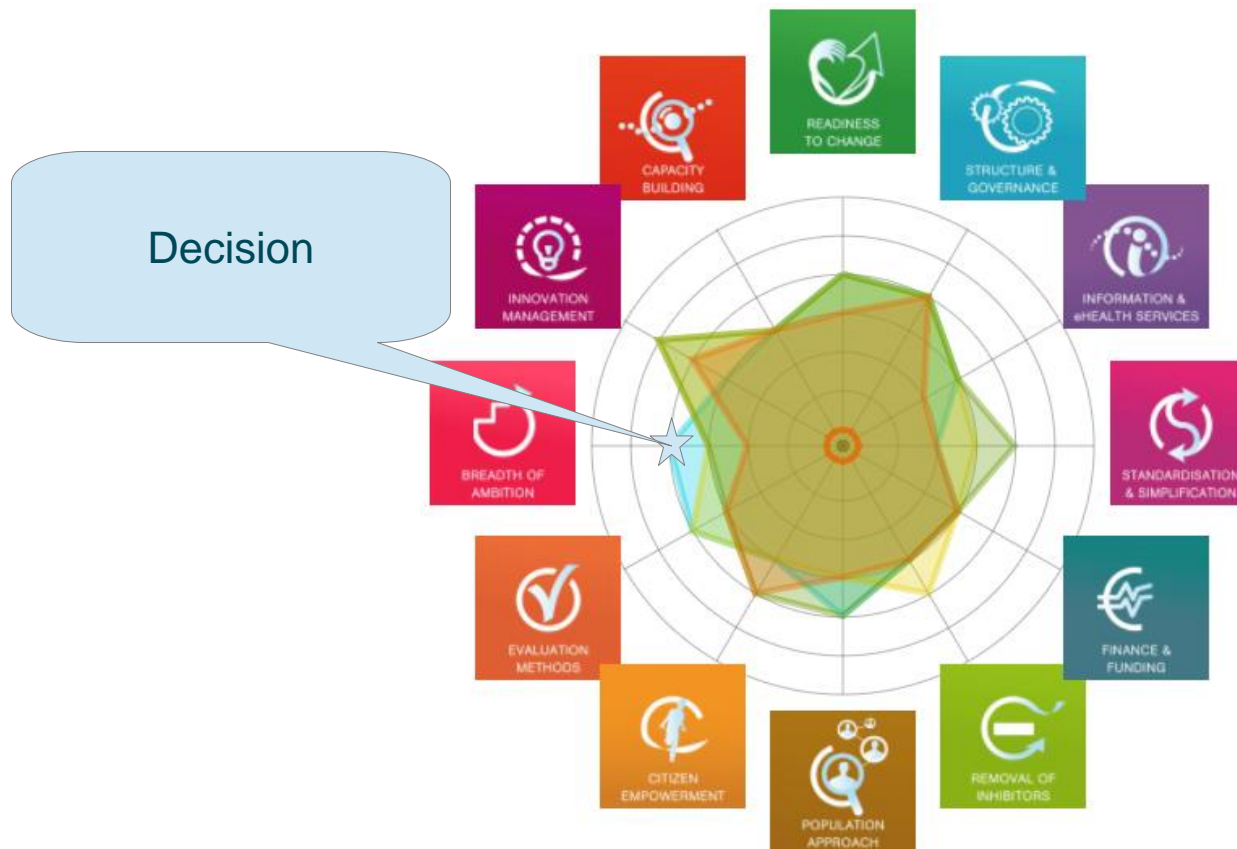 Decision
READINESS
TO CHANGE
STRUCTURE &
GOVERNANCE
INFORMATION &
eHEALTH SERVICES
STANDARDISATION
& SIMPLIFICATION
FINANCE &
FUNDING
REMOVAL OF
INHIBITORS
POPULATION
APPROACH
CITIZEN
EMPOWERMENT
EVALUATION
METHODS
BREADTH OF
AMBITION
INNOVATION
MANAGEMENT
CAPACITY
BUILDING